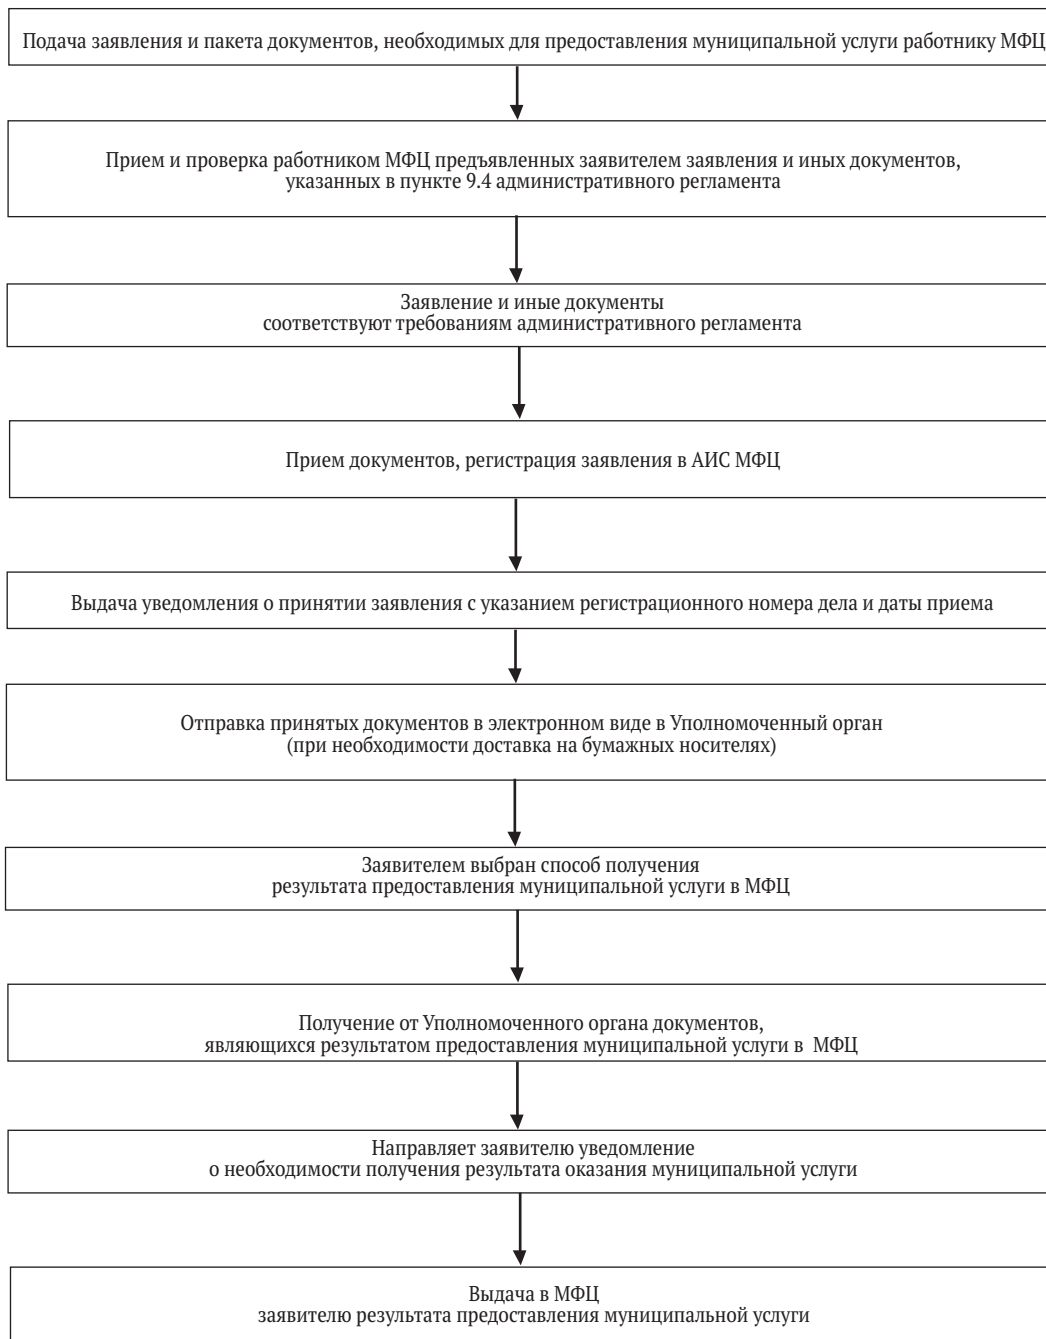 Подача заявления и пакета документов, необходимых для предоставления муниципальной услуги работнику МФЦ
Прием и проверка работником МФЦ предъявленных заявителем заявления и иных документов,
указанных в пункте 9.4 административного регламента
Заявление и иные документы
соответствуют требованиям административного регламента
Прием документов, регистрация заявления в АИС МФЦ
Выдача уведомления о принятии заявления с указанием регистрационного номера дела и даты приема
Отправка принятых документов в электронном виде в Уполномоченный орган
(при необходимости доставка на бумажных носителях)
Заявителем выбран способ получения
результата предоставления муниципальной услуги в МФЦ
Получение от Уполномоченного органа документов,
являющихся результатом предоставления муниципальной услуги в МФЦ
Направляет заявителю уведомление
о необходимости получения результата оказания муниципальной услуги
Выдача в МФЦ
заявителю результата предоставления муниципальной услуги